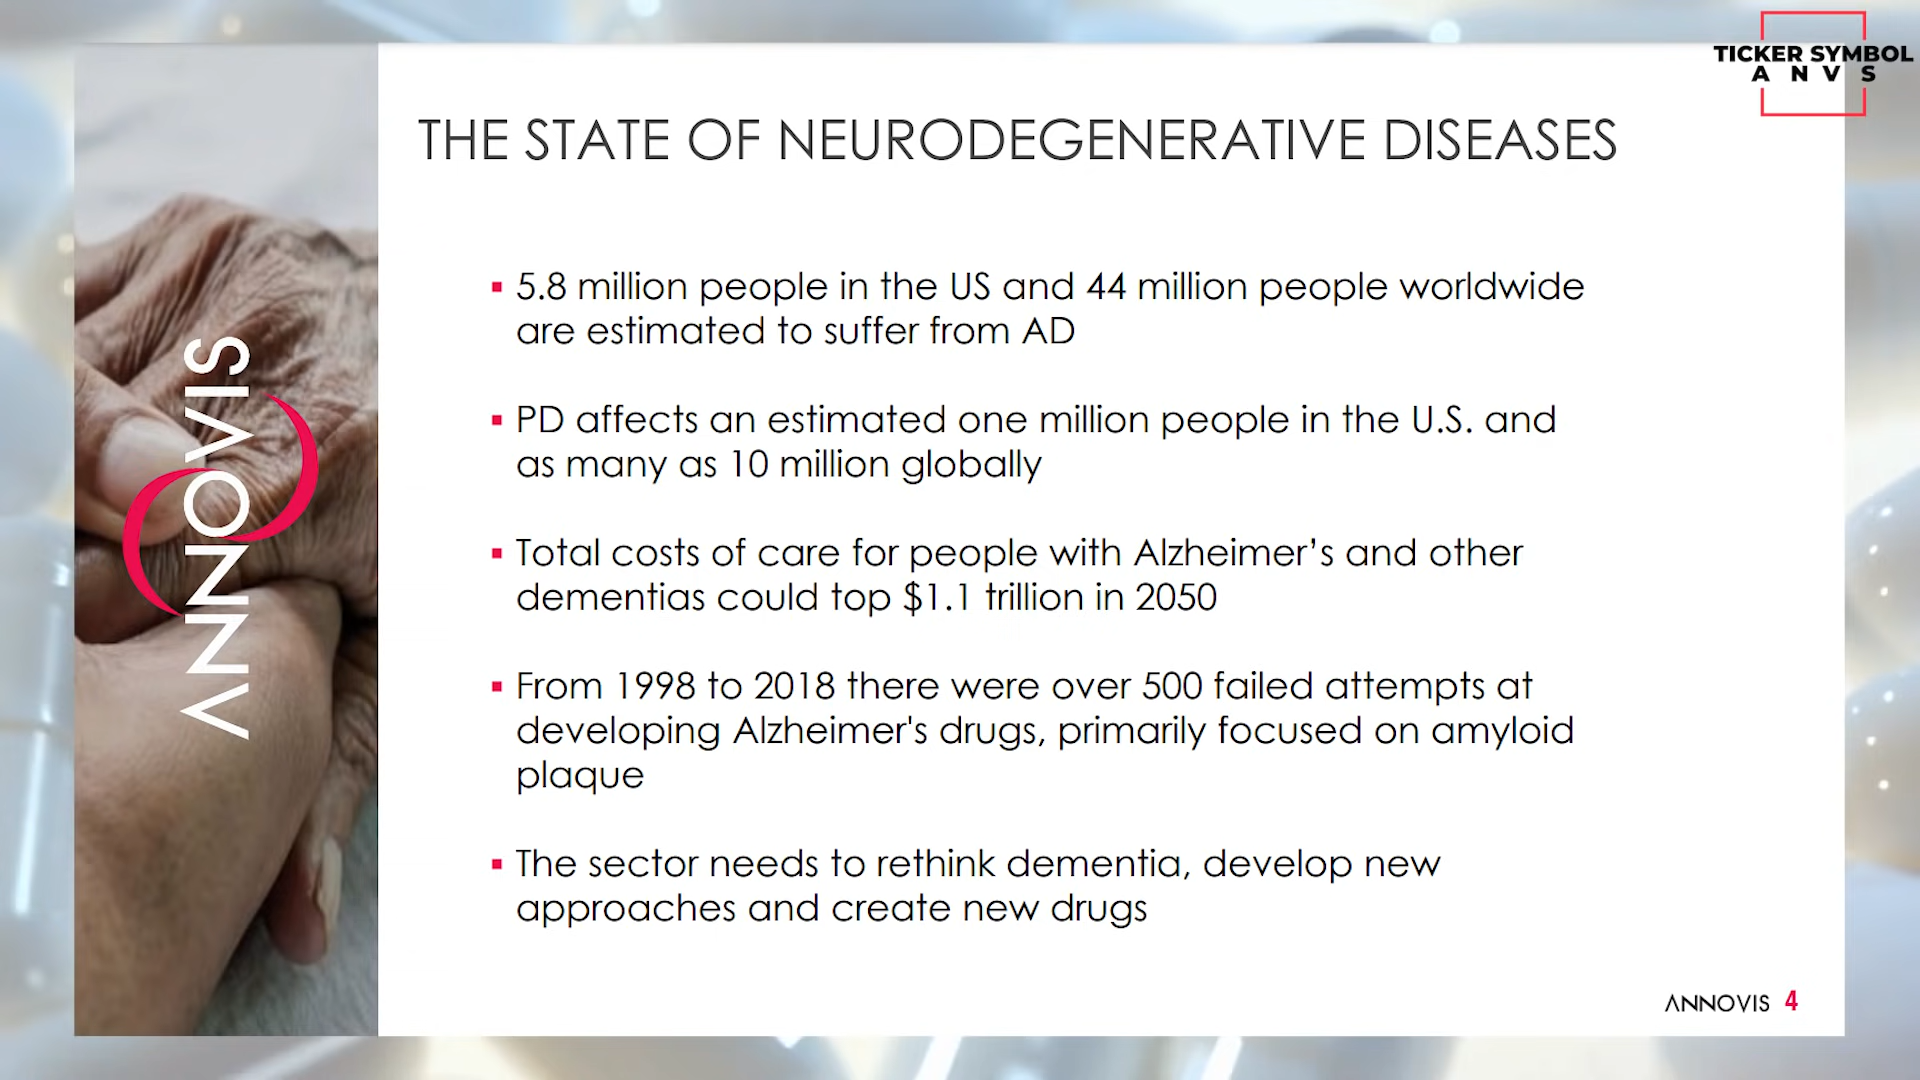 TICKER SYMBOL
ANVS
THE STATE OF NEURODEGENERATIVE DISEASES
ANNOVIS
▪ 5.8 million people in the US and 44 million people worldwide
are estimated to suffer from AD
▪ PD affects an estimated one million people in the U.S. and
as many as 10 million globally
▪ Total costs of care for people with Alzheimer’s and other
dementias could top $1.1 trillion in 2050
▪ From 1998 to 2018 there were over 500 failed attempts at
developing Alzheimer's drugs, primarily focused on amyloid
plaque
▪ The sector needs to rethink dementia, develop new
approaches and create new drugs
ANNOVIS 4